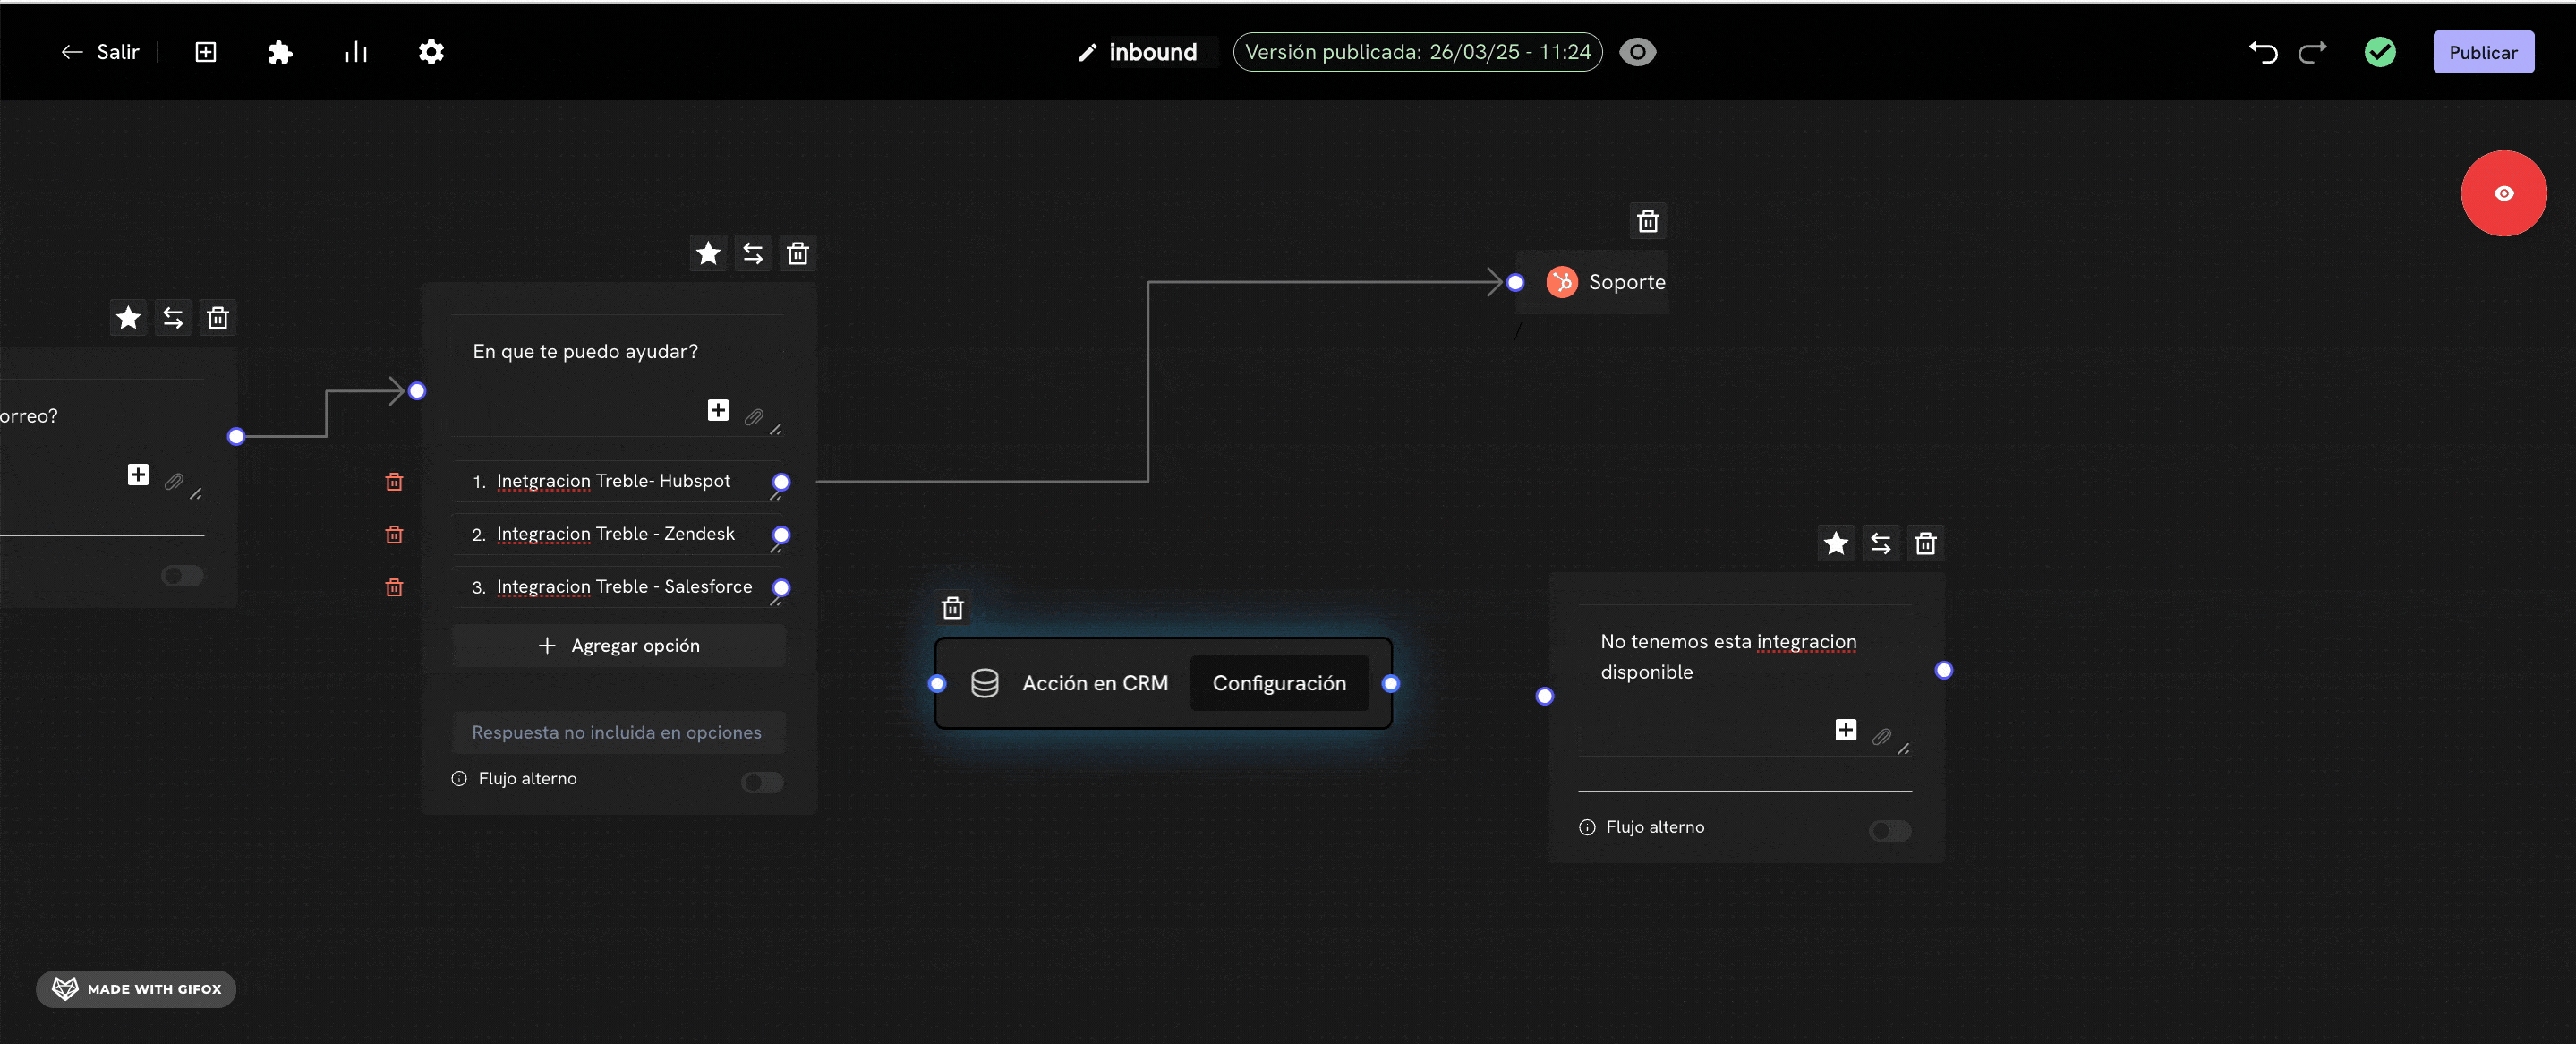 Salir
inbound
Versión publicada: 26/03/25 - 11:24
Publicar
Soporte
orreo?
En que te puedo ayudar?
1. Inetgracion Treble- Hubspot
2. Integracion Treble - Zendesk
3. Integracion Treble - Salesforce
Agregar opción
Respuesta no incluida en opciones
Flujo alterno
Acción en CRM
Configuración
No tenemos esta integracion
disponible
Flujo alterno
MADE WITH GIFOX